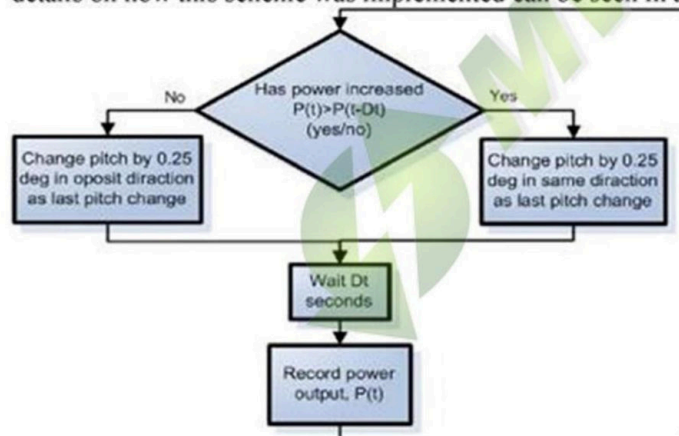 details on how this scheme was implemented can be seen in
Has power increased
P(t)>P(t-Dt)
(yes/no)
No
Yes
Change pitch by 0.25
deg in oposit direction
as last pitch change
Change pitch by 0.25
deg in same direction
as last pitch change
Wait Dt
seconds
Record power
output, P(t)